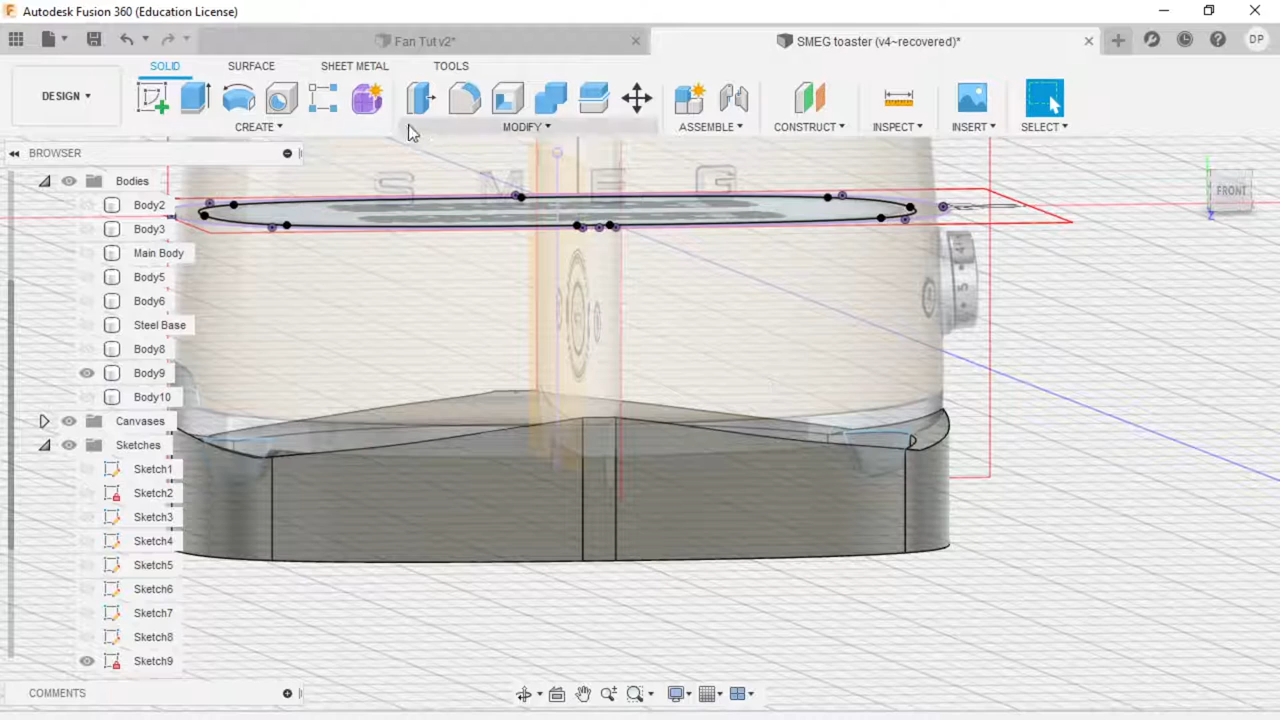 Autodesk Fusion 360 (Education License)
Fan Tut v2*
SMEG toaster (v4~recovered)*
DP
DESIGN
SOLID
SURFACE
SHEET METAL
TOOLS
CREATE
MODIFY
ASSEMBLE
CONSTRUCT
INSPECT
INSERT
SELECT
BROWSER
Bodies
Body2
Body3
Main Body
Body5
Body6
Steel Base
Body8
Body9
Body10
Canvases
Sketches
Sketch1
Sketch2
Sketch3
Sketch4
Sketch5
Sketch6
Sketch7
Sketch8
Sketch9
S M E G
FRONT
Z
COMMENTS